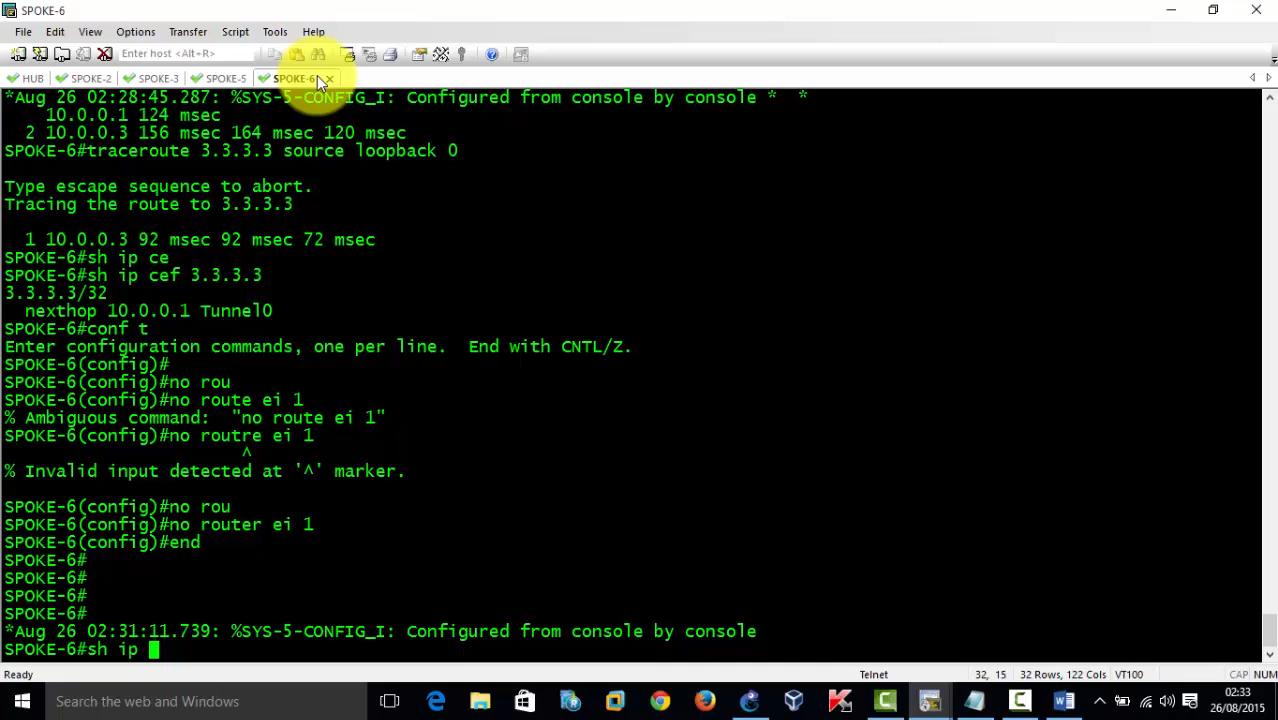 SPOKE-6
File Edit View Options Transfer Script Tools Help
Enter host <Alt+R>
HUB SPOKE-2 SPOKE-3 SPOKE-5 SPOKE-6
*Aug 26 02:28:45.287: %SYS-5-CONFIG_I: Configured from console by console *  *
10.0.0.1 124 msec
2 10.0.0.3 156 msec 164 msec 120 msec
SPOKE-6#traceroute 3.3.3.3 source loopback 0
Type escape sequence to abort.
Tracing the route to 3.3.3.3
1 10.0.0.3 92 msec 92 msec 72 msec
SPOKE-6#sh ip ce
SPOKE-6#sh ip cef 3.3.3.3
3.3.3.3/32
nexthop 10.0.0.1 Tunnel0
SPOKE-6#conf t
Enter configuration commands, one per line.  End with CNTL/Z.
SPOKE-6(config)#
SPOKE-6(config)#no rou
SPOKE-6(config)#no route ei 1
% Ambiguous command:  "no route ei 1"
SPOKE-6(config)#no routre ei 1
^
% Invalid input detected at '^' marker.
SPOKE-6(config)#no rou
SPOKE-6(config)#no router ei 1
SPOKE-6(config)#end
SPOKE-6#
SPOKE-6#
SPOKE-6#
SPOKE-6#
*Aug 26 02:31:11.739: %SYS-5-CONFIG_I: Configured from console by console
SPOKE-6#sh ip
Ready Telnet 32, 15 32 Rows, 122 Cols VT100 CAP NUM
Search the web and Windows
02:33
26/08/2015